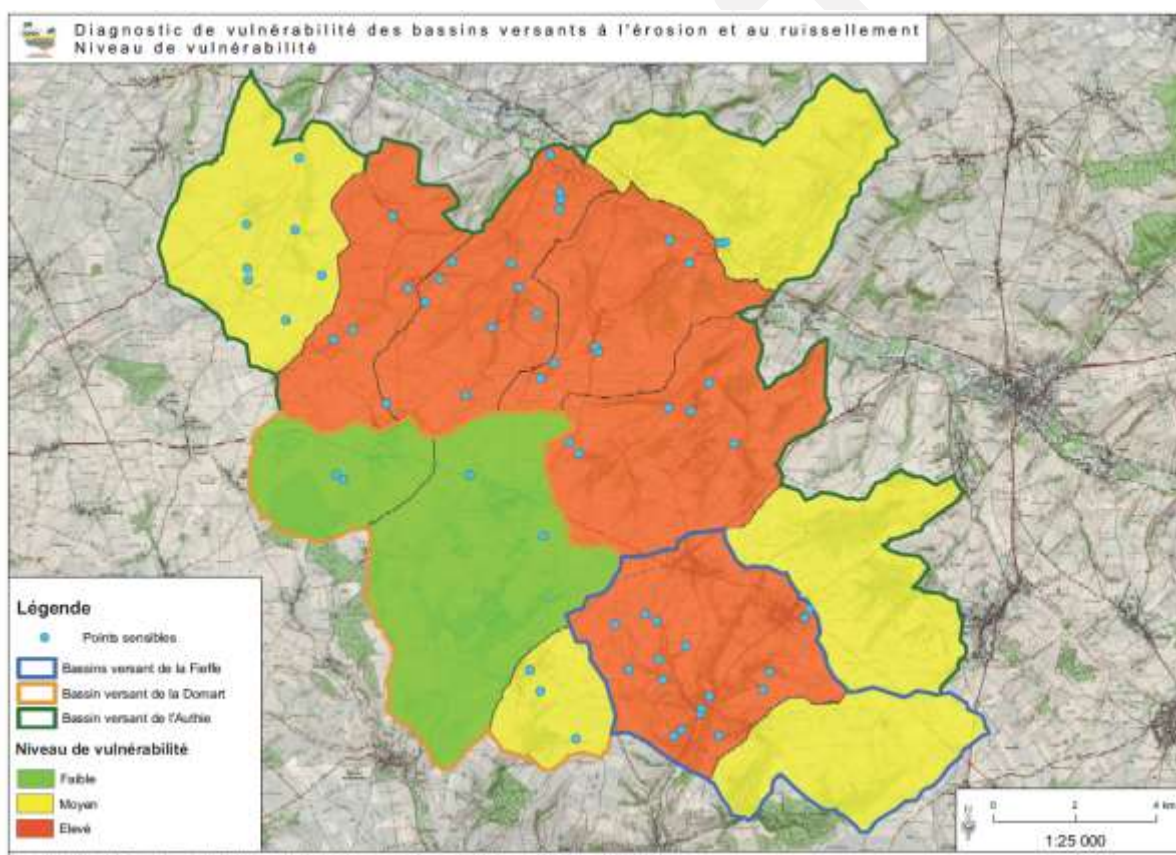 Diagnostic de vulnérabilité des bassins versants à l'érosion et au ruissellement
Niveau de vulnérabilité
Légende
Points sensibles
Bassins versant de la Fieffe
Bassin versant de la Domart
Bassin versant de l'Authie
Niveau de vulnérabilité
Faible
Moyen
Elevé
0 2 4 km
1:25 000